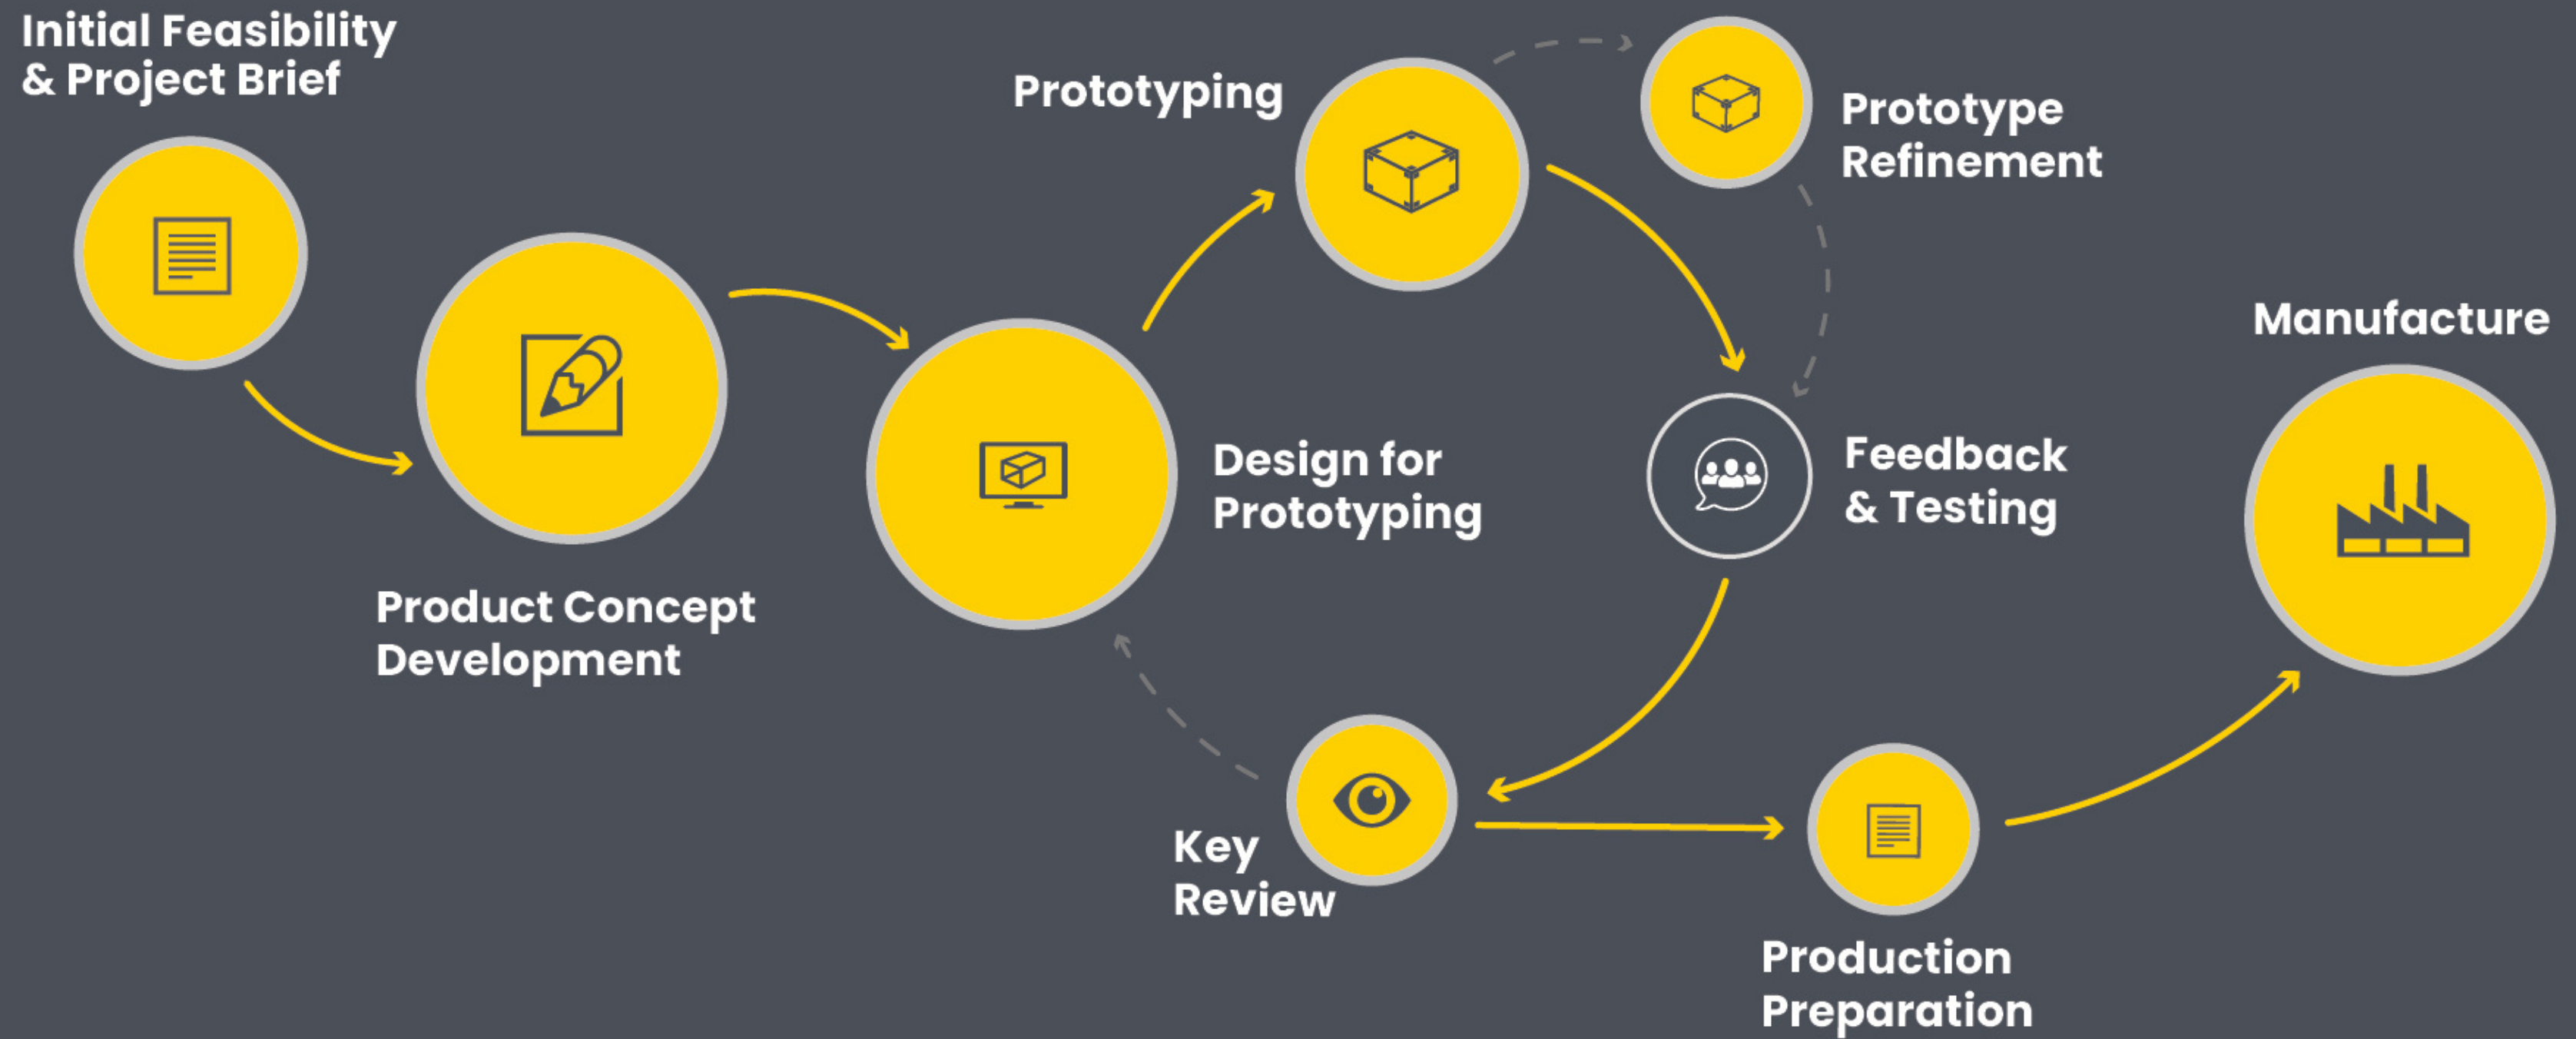 Initial Feasibility
& Project Brief
Product Concept
Development
Design for
Prototyping
Prototyping
Prototype
Refinement
Feedback
& Testing
Key
Review
Production
Preparation
Manufacture